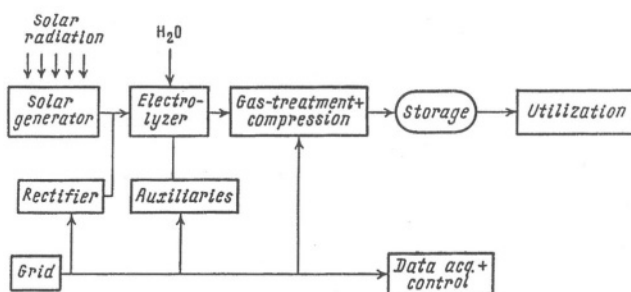 Solar
radiation
H₂O
Solar
generator
Electro-
lyzer
Gas-treatment+
compression
Storage
Utilization
Rectifier
Auxiliaries
Grid
Data acq.+
control